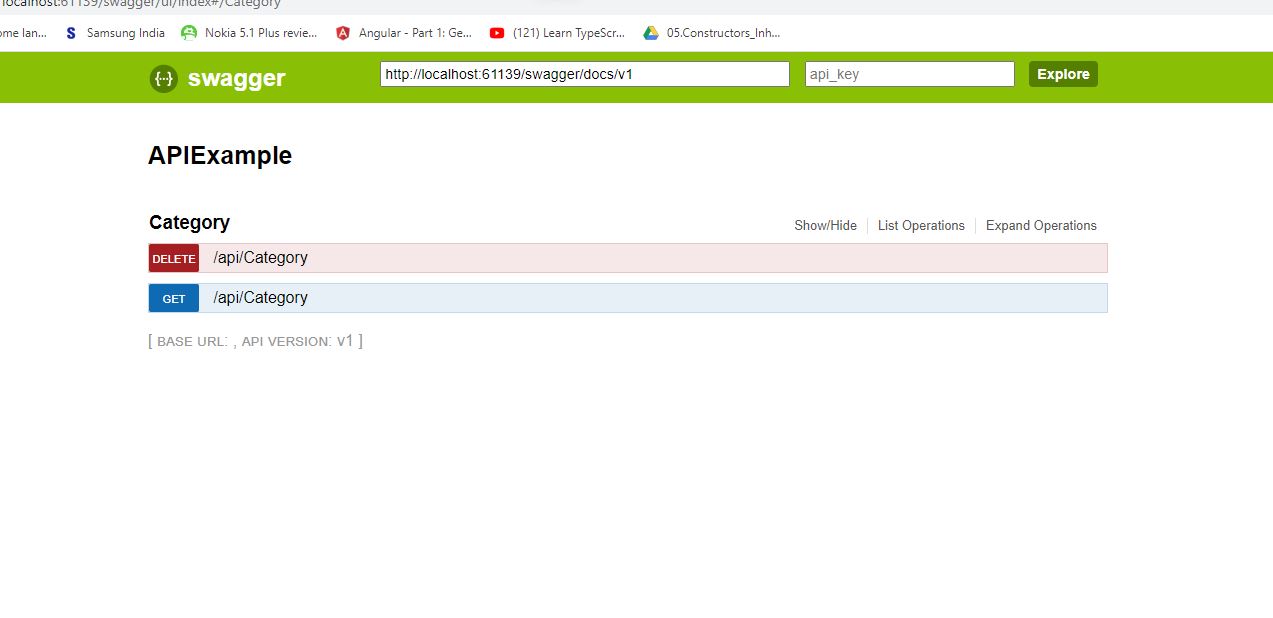 localhost:61139/swagger/ui/index#/Category
ome lan... Samsung India Nokia 5.1 Plus revie... Angular - Part 1: Ge... (121) Learn TypeScr... 05.Constructors_Inh...
{···} swagger http://localhost:61139/swagger/docs/v1 api_key Explore
APIExample
Category Show/Hide List Operations Expand Operations
DELETE /api/Category
GET /api/Category
[ BASE URL: , API VERSION: v1 ]